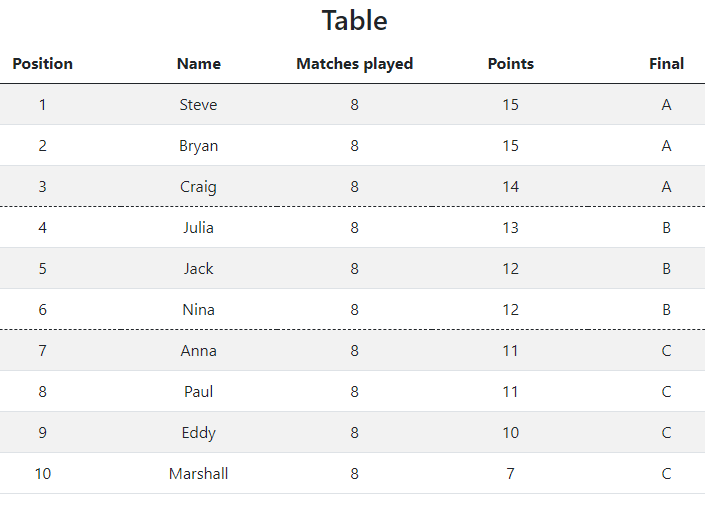 Table
Position Name Matches played Points Final
1 Steve 8 15 A
2 Bryan 8 15 A
3 Craig 8 14 A
4 Julia 8 13 B
5 Jack 8 12 B
6 Nina 8 12 B
7 Anna 8 11 C
8 Paul 8 11 C
9 Eddy 8 10 C
10 Marshall 8 7 C